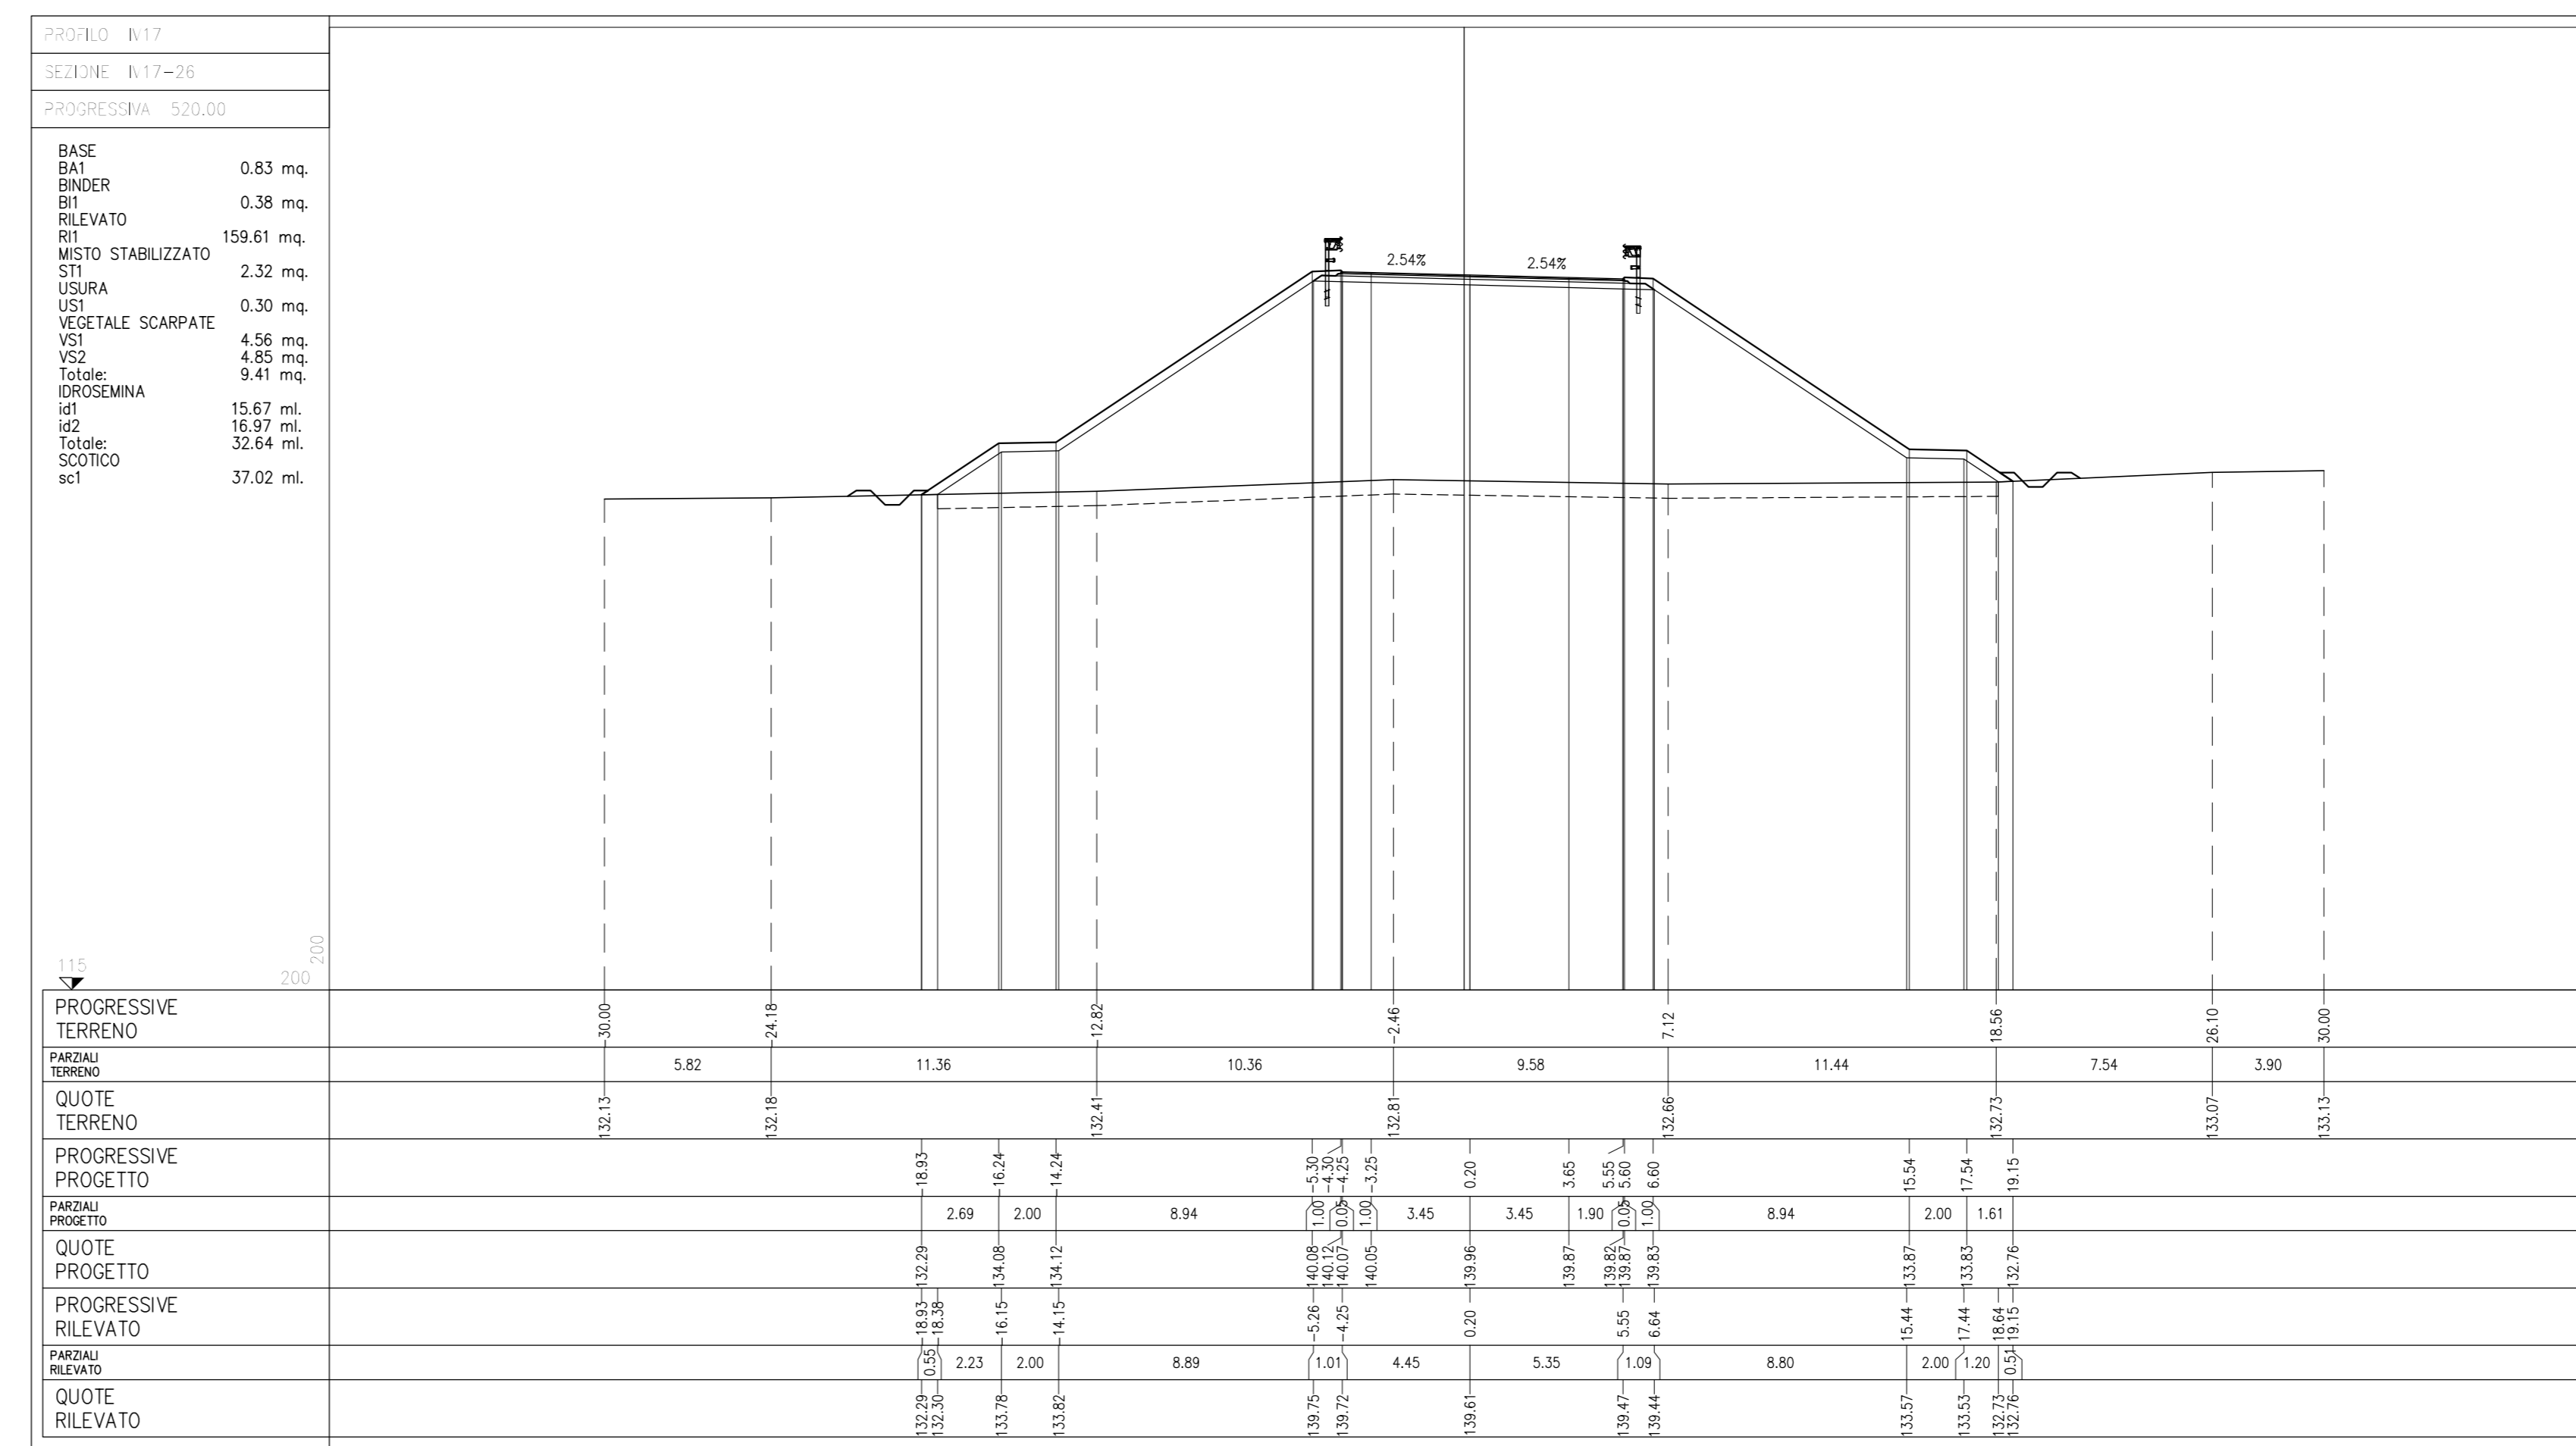 PROFILO IV17
SEZIONE IV17-26
PROGRESSIVA 520.00
BASE
BA1 0.83 mq.
BINDER
BI1 0.38 mq.
RILEVATO
RI1 159.61 mq.
MISTO STABILIZZATO
ST1 2.32 mq.
USURA
US1 0.30 mq.
VEGETALE SCARPATE
VS1 4.56 mq.
VS2 4.85 mq.
Totale: 9.41 mq.
IDROSEMINA
id1 15.67 ml.
id2 16.97 ml.
Totale: 32.64 ml.
SCOTICO
sc1 37.02 ml.
2.54% 2.54%
115 200 200
PROGRESSIVE TERRENO -30.00 -24.18 -12.82 -2.46 7.12 18.56 26.10 30.00
PARZIALI TERRENO 5.82 11.36 10.36 9.58 11.44 7.54 3.90
QUOTE TERRENO 132.13 132.18 132.41 132.81 132.66 132.73 133.07 133.13
PROGRESSIVE PROGETTO -18.93 -16.24 -14.24 -5.30 -4.30 -4.25 -3.25 0.20 3.65 5.55 5.60 6.60 15.54 17.54 19.15
PARZIALI PROGETTO 2.69 2.00 8.94 1.00 0.05 1.00 3.45 3.45 1.90 0.05 1.00 8.94 2.00 1.61
QUOTE PROGETTO 132.29 134.08 134.12 140.08 140.12 140.07 140.05 139.96 139.87 139.82 139.87 139.83 133.87 133.83 132.76
PROGRESSIVE RILEVATO -18.93 -18.38 -16.15 -14.15 -5.26 -4.25 0.20 5.55 6.64 15.44 17.44 18.64 19.15
PARZIALI RILEVATO 0.55 2.23 2.00 8.89 1.01 4.45 5.35 1.09 8.80 2.00 1.20 0.51
QUOTE RILEVATO 132.29 132.30 133.78 133.82 139.75 139.72 139.61 139.47 139.44 133.57 133.53 132.73 132.76